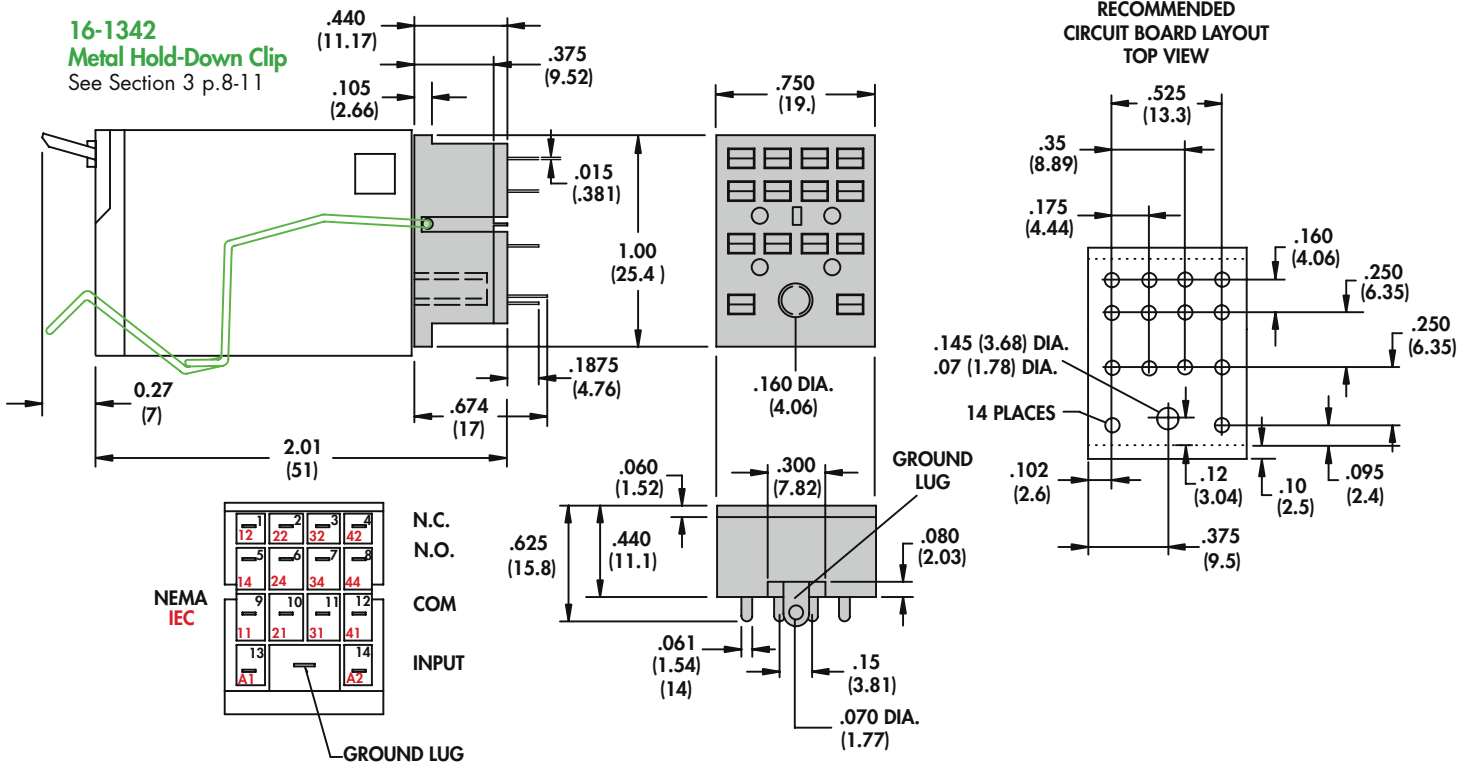 16-1342
Metal Hold-Down Clip
See Section 3 p.8-11
.440
(11.17)
.375
(9.52)
.105
(2.66)
.015
(.381)
1.00
(25.4 )
.1875
(4.76)
.674
(17)
0.27
(7)
2.01
(51)
.750
(19.)
.160 DIA.
(4.06)
RECOMMENDED
CIRCUIT BOARD LAYOUT
TOP VIEW
.525
(13.3)
.35
(8.89)
.175
(4.44)
.160
(4.06)
.250
(6.35)
.250
(6.35)
.145 (3.68) DIA.
.07 (1.78) DIA.
14 PLACES
.102
(2.6)
.12
(3.04)
.10
(2.5)
.095
(2.4)
.375
(9.5)
NEMA
IEC
1 2 3 4
12 22 32 42
N.C.
5 6 7 8
14 24 34 44
N.O.
9 10 11 12
11 21 31 41
COM
13 14
A1 A2
INPUT
GROUND LUG
.060
(1.52)
.300
(7.82)
GROUND
LUG
.625
(15.8)
.440
(11.1)
.080
(2.03)
.061
(1.54)
(14)
.15
(3.81)
.070 DIA.
(1.77)